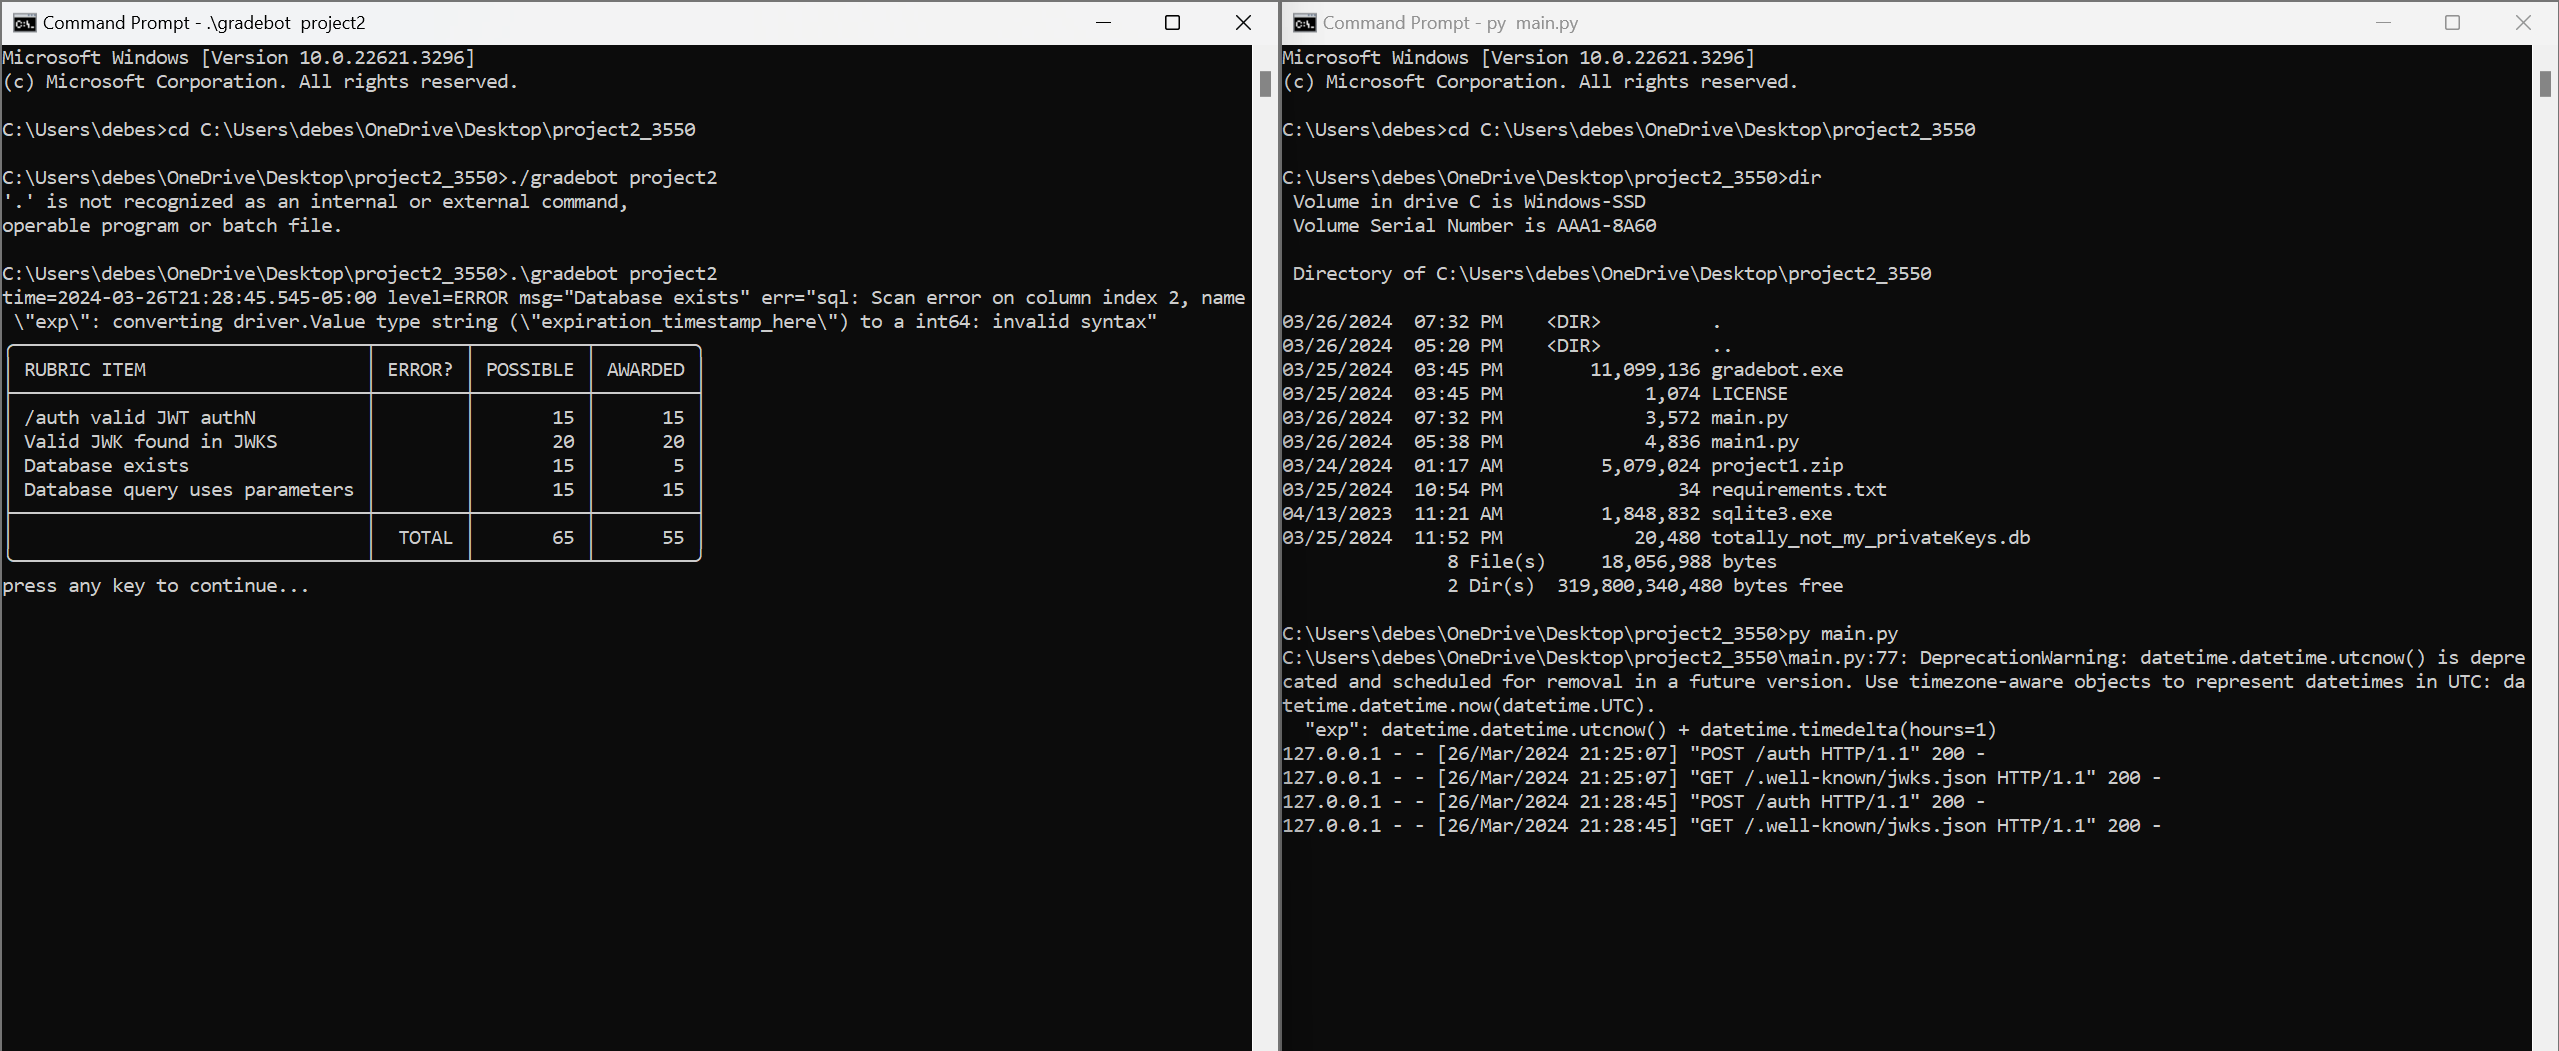 Command Prompt - .\gradebot  project2
Microsoft Windows [Version 10.0.22621.3296]
(c) Microsoft Corporation. All rights reserved.
C:\Users\debes>cd C:\Users\debes\OneDrive\Desktop\project2_3550
C:\Users\debes\OneDrive\Desktop\project2_3550>./gradebot project2
'.' is not recognized as an internal or external command,
operable program or batch file.
C:\Users\debes\OneDrive\Desktop\project2_3550>.\gradebot project2
time=2024-03-26T21:28:45.545-05:00 level=ERROR msg="Database exists" err="sql: Scan error on column index 2, name
 \"exp\": converting driver.Value type string (\"expiration_timestamp_here\") to a int64: invalid syntax"
RUBRIC ITEM ERROR? POSSIBLE AWARDED
/auth valid JWT authN 15 15
Valid JWK found in JWKS 20 20
Database exists 15 5
Database query uses parameters 15 15
TOTAL 65 55
press any key to continue...
Command Prompt - py  main.py
Microsoft Windows [Version 10.0.22621.3296]
(c) Microsoft Corporation. All rights reserved.
C:\Users\debes>cd C:\Users\debes\OneDrive\Desktop\project2_3550
C:\Users\debes\OneDrive\Desktop\project2_3550>dir
 Volume in drive C is Windows-SSD
 Volume Serial Number is AAA1-8A60
 Directory of C:\Users\debes\OneDrive\Desktop\project2_3550
03/26/2024  07:32 PM    <DIR>          .
03/26/2024  05:20 PM    <DIR>          ..
03/25/2024  03:45 PM        11,099,136 gradebot.exe
03/25/2024  03:45 PM             1,074 LICENSE
03/26/2024  07:32 PM             3,572 main.py
03/26/2024  05:38 PM             4,836 main1.py
03/24/2024  01:17 AM         5,079,024 project1.zip
03/25/2024  10:54 PM                34 requirements.txt
04/13/2023  11:21 AM         1,848,832 sqlite3.exe
03/25/2024  11:52 PM            20,480 totally_not_my_privateKeys.db
               8 File(s)     18,056,988 bytes
               2 Dir(s)  319,800,340,480 bytes free
C:\Users\debes\OneDrive\Desktop\project2_3550>py main.py
C:\Users\debes\OneDrive\Desktop\project2_3550\main.py:77: DeprecationWarning: datetime.datetime.utcnow() is depre
cated and scheduled for removal in a future version. Use timezone-aware objects to represent datetimes in UTC: da
tetime.datetime.now(datetime.UTC).
  "exp": datetime.datetime.utcnow() + datetime.timedelta(hours=1)
127.0.0.1 - - [26/Mar/2024 21:25:07] "POST /auth HTTP/1.1" 200 -
127.0.0.1 - - [26/Mar/2024 21:25:07] "GET /.well-known/jwks.json HTTP/1.1" 200 -
127.0.0.1 - - [26/Mar/2024 21:28:45] "POST /auth HTTP/1.1" 200 -
127.0.0.1 - - [26/Mar/2024 21:28:45] "GET /.well-known/jwks.json HTTP/1.1" 200 -